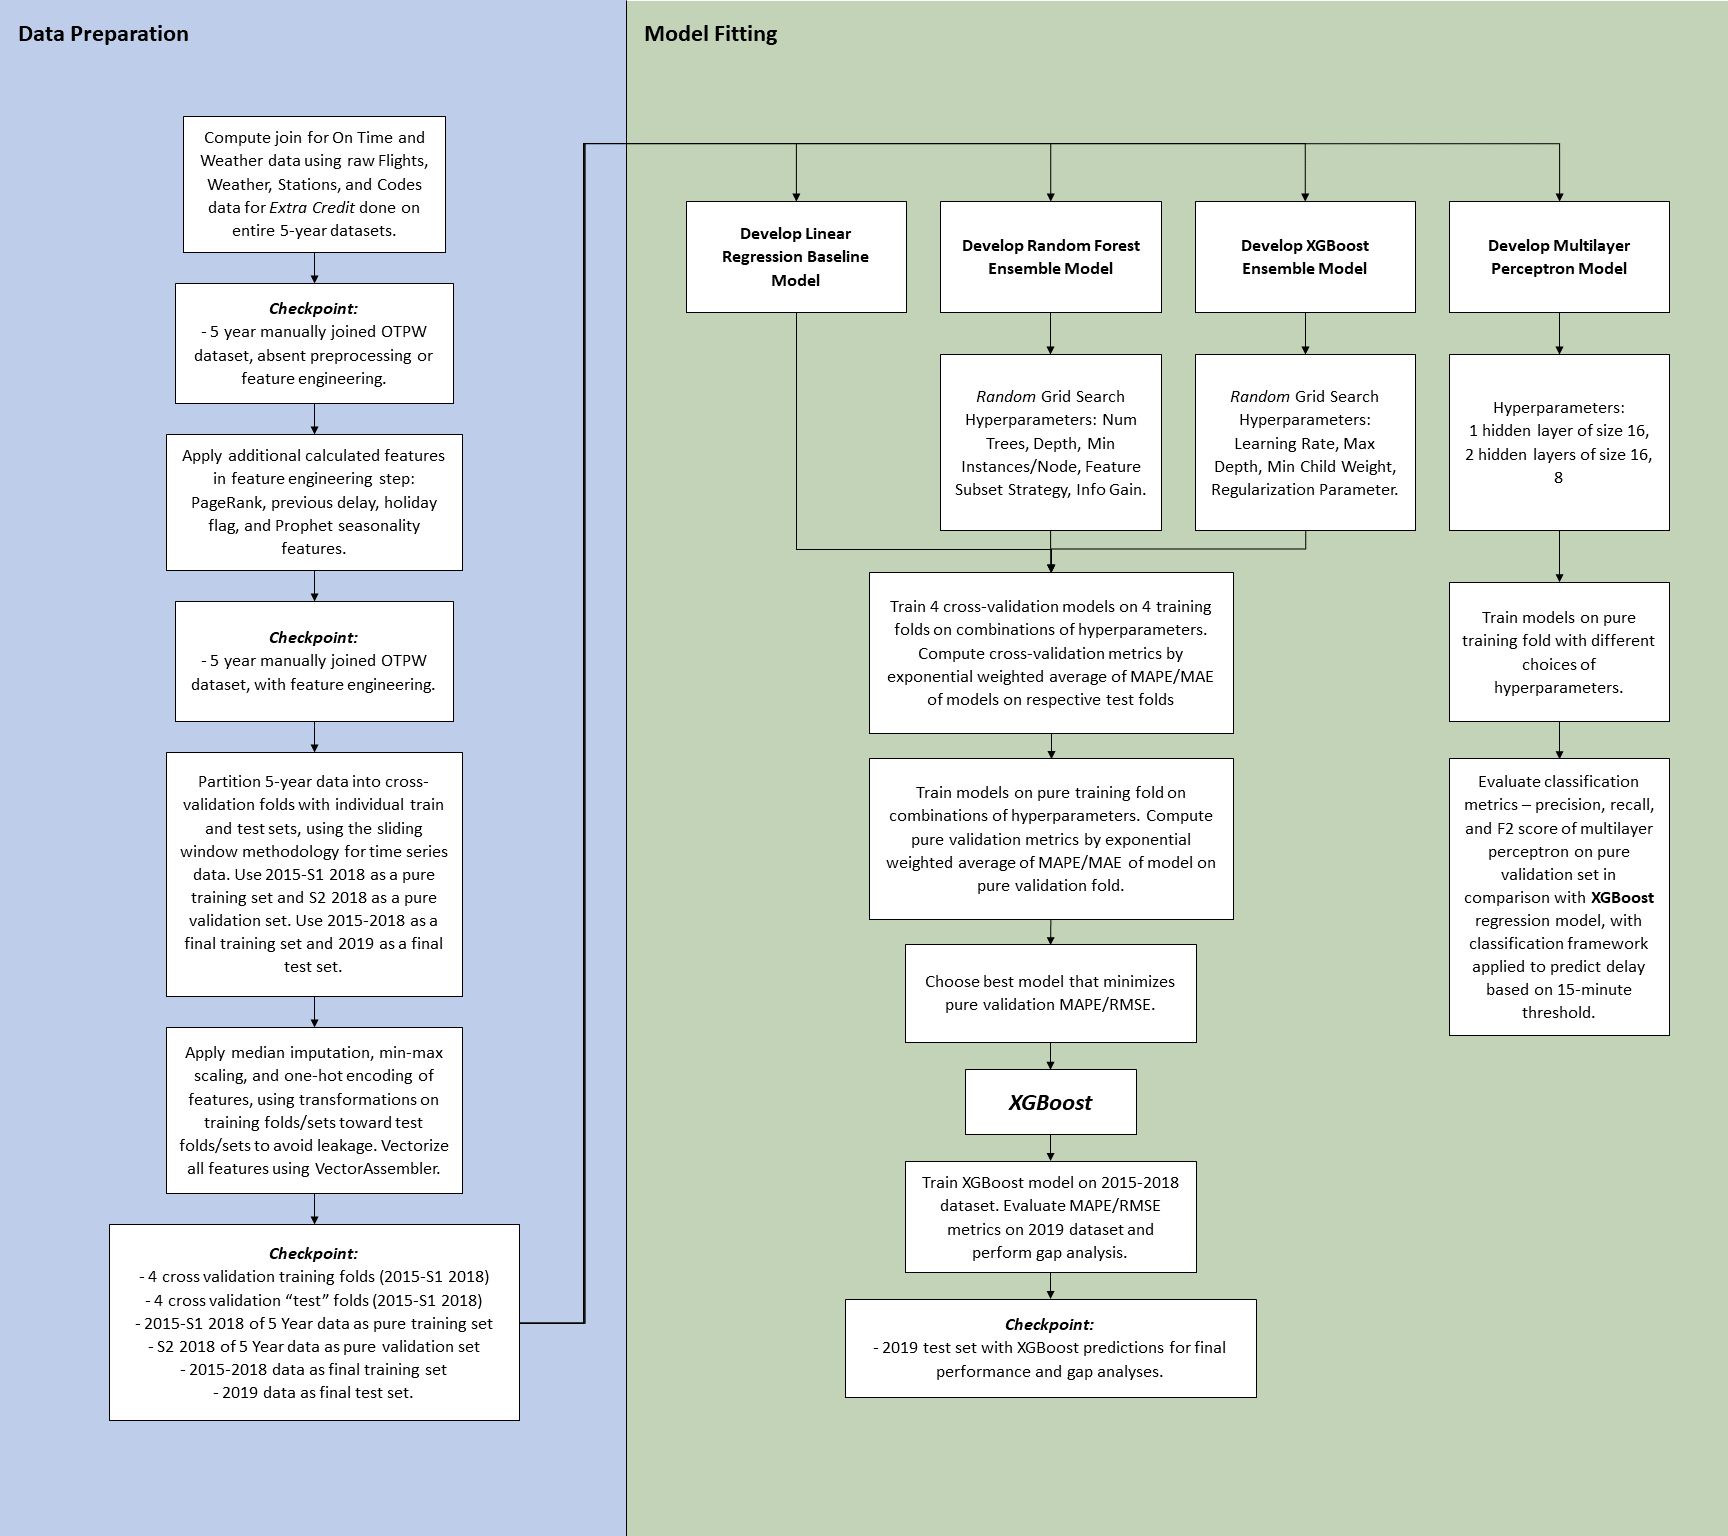 Data Preparation
Compute join for On Time and
Weather data using raw Flights,
Weather, Stations, and Codes
data for Extra Credit done on
entire 5-year datasets.
Checkpoint:
- 5 year manually joined OTPW
dataset, absent preprocessing or
feature engineering.
Apply additional calculated features
in feature engineering step:
PageRank, previous delay, holiday
flag, and Prophet seasonality
features.
Checkpoint:
- 5 year manually joined OTPW
dataset, with feature engineering.
Partition 5-year data into cross-
validation folds with individual train
and test sets, using the sliding
window methodology for time series
data. Use 2015-S1 2018 as a pure
training set and S2 2018 as a pure
validation set. Use 2015-2018 as a
final training set and 2019 as a final
test set.
Apply median imputation, min-max
scaling, and one-hot encoding of
features, using transformations on
training folds/sets toward test
folds/sets to avoid leakage. Vectorize
all features using VectorAssembler.
Checkpoint:
- 4 cross validation training folds (2015-S1 2018)
- 4 cross validation “test” folds (2015-S1 2018)
- 2015-S1 2018 of 5 Year data as pure training set
- S2 2018 of 5 Year data as pure validation set
- 2015-2018 data as final training set
- 2019 data as final test set.
Model Fitting
Develop Linear
Regression Baseline
Model
Develop Random Forest
Ensemble Model
Develop XGBoost
Ensemble Model
Develop Multilayer
Perceptron Model
Random Grid Search
Hyperparameters: Num
Trees, Depth, Min
Instances/Node, Feature
Subset Strategy, Info Gain.
Random Grid Search
Hyperparameters:
Learning Rate, Max
Depth, Min Child Weight,
Regularization Parameter.
Hyperparameters:
1 hidden layer of size 16,
2 hidden layers of size 16,
8
Train 4 cross-validation models on 4 training
folds on combinations of hyperparameters.
Compute cross-validation metrics by
exponential weighted average of MAPE/MAE
of models on respective test folds
Train models on pure training fold on
combinations of hyperparameters. Compute
pure validation metrics by exponential
weighted average of MAPE/MAE of model on
pure validation fold.
Choose best model that minimizes
pure validation MAPE/RMSE.
XGBoost
Train XGBoost model on 2015-2018
dataset. Evaluate MAPE/RMSE
metrics on 2019 dataset and
perform gap analysis.
Checkpoint:
- 2019 test set with XGBoost predictions for final
performance and gap analyses.
Train models on pure
training fold with different
choices of
hyperparameters.
Evaluate classification
metrics – precision, recall,
and F2 score of multilayer
perceptron on pure
validation set in
comparison with XGBoost
regression model, with
classification framework
applied to predict delay
based on 15-minute
threshold.